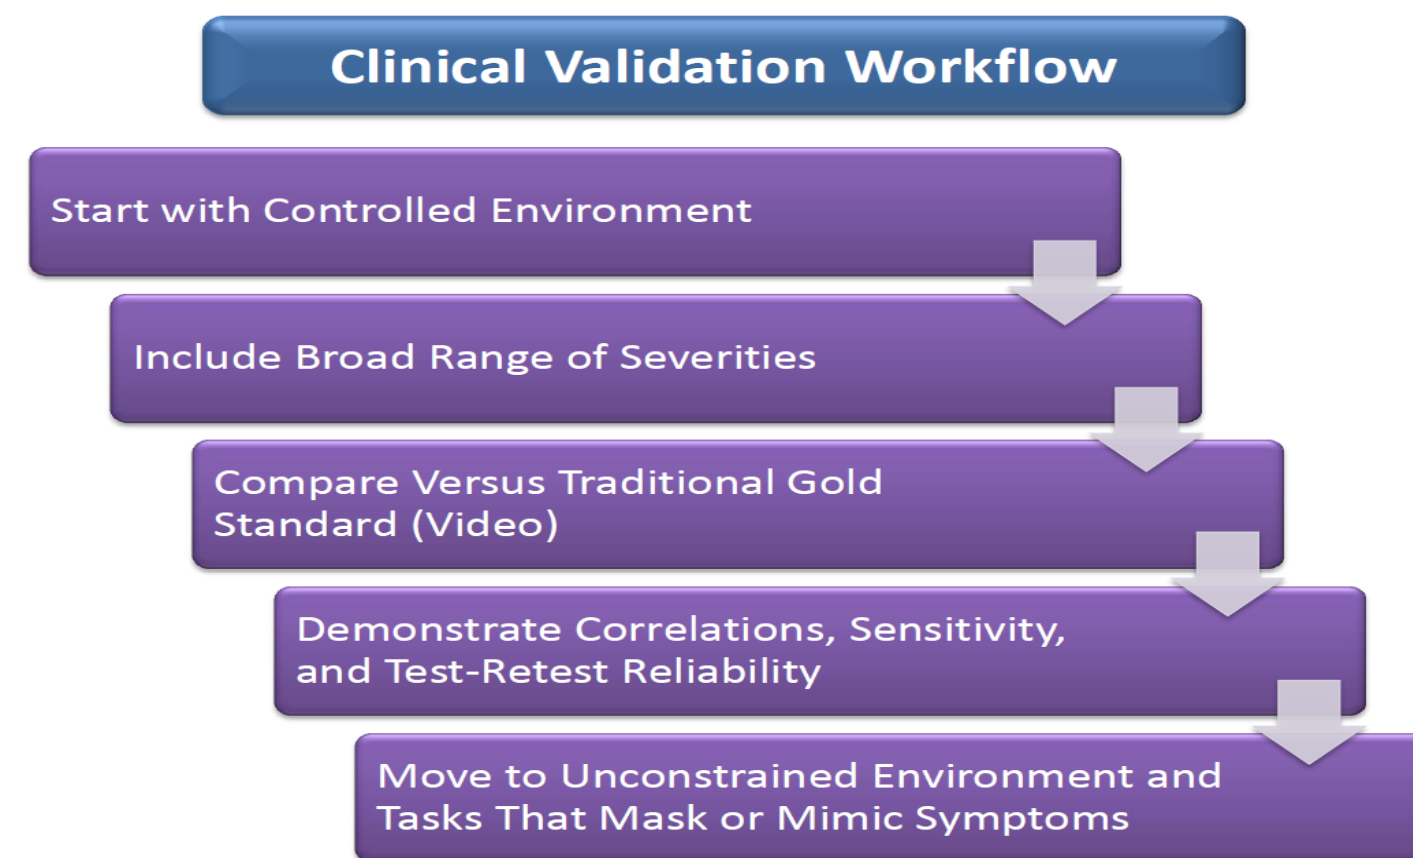 Clinical Validation Workflow
Start with Controlled Environment
Include Broad Range of Severities
Compare Versus Traditional Gold
Standard (Video)
Demonstrate Correlations, Sensitivity,
and Test-Retest Reliability
Move to Unconstrained Environment and
Tasks That Mask or Mimic Symptoms